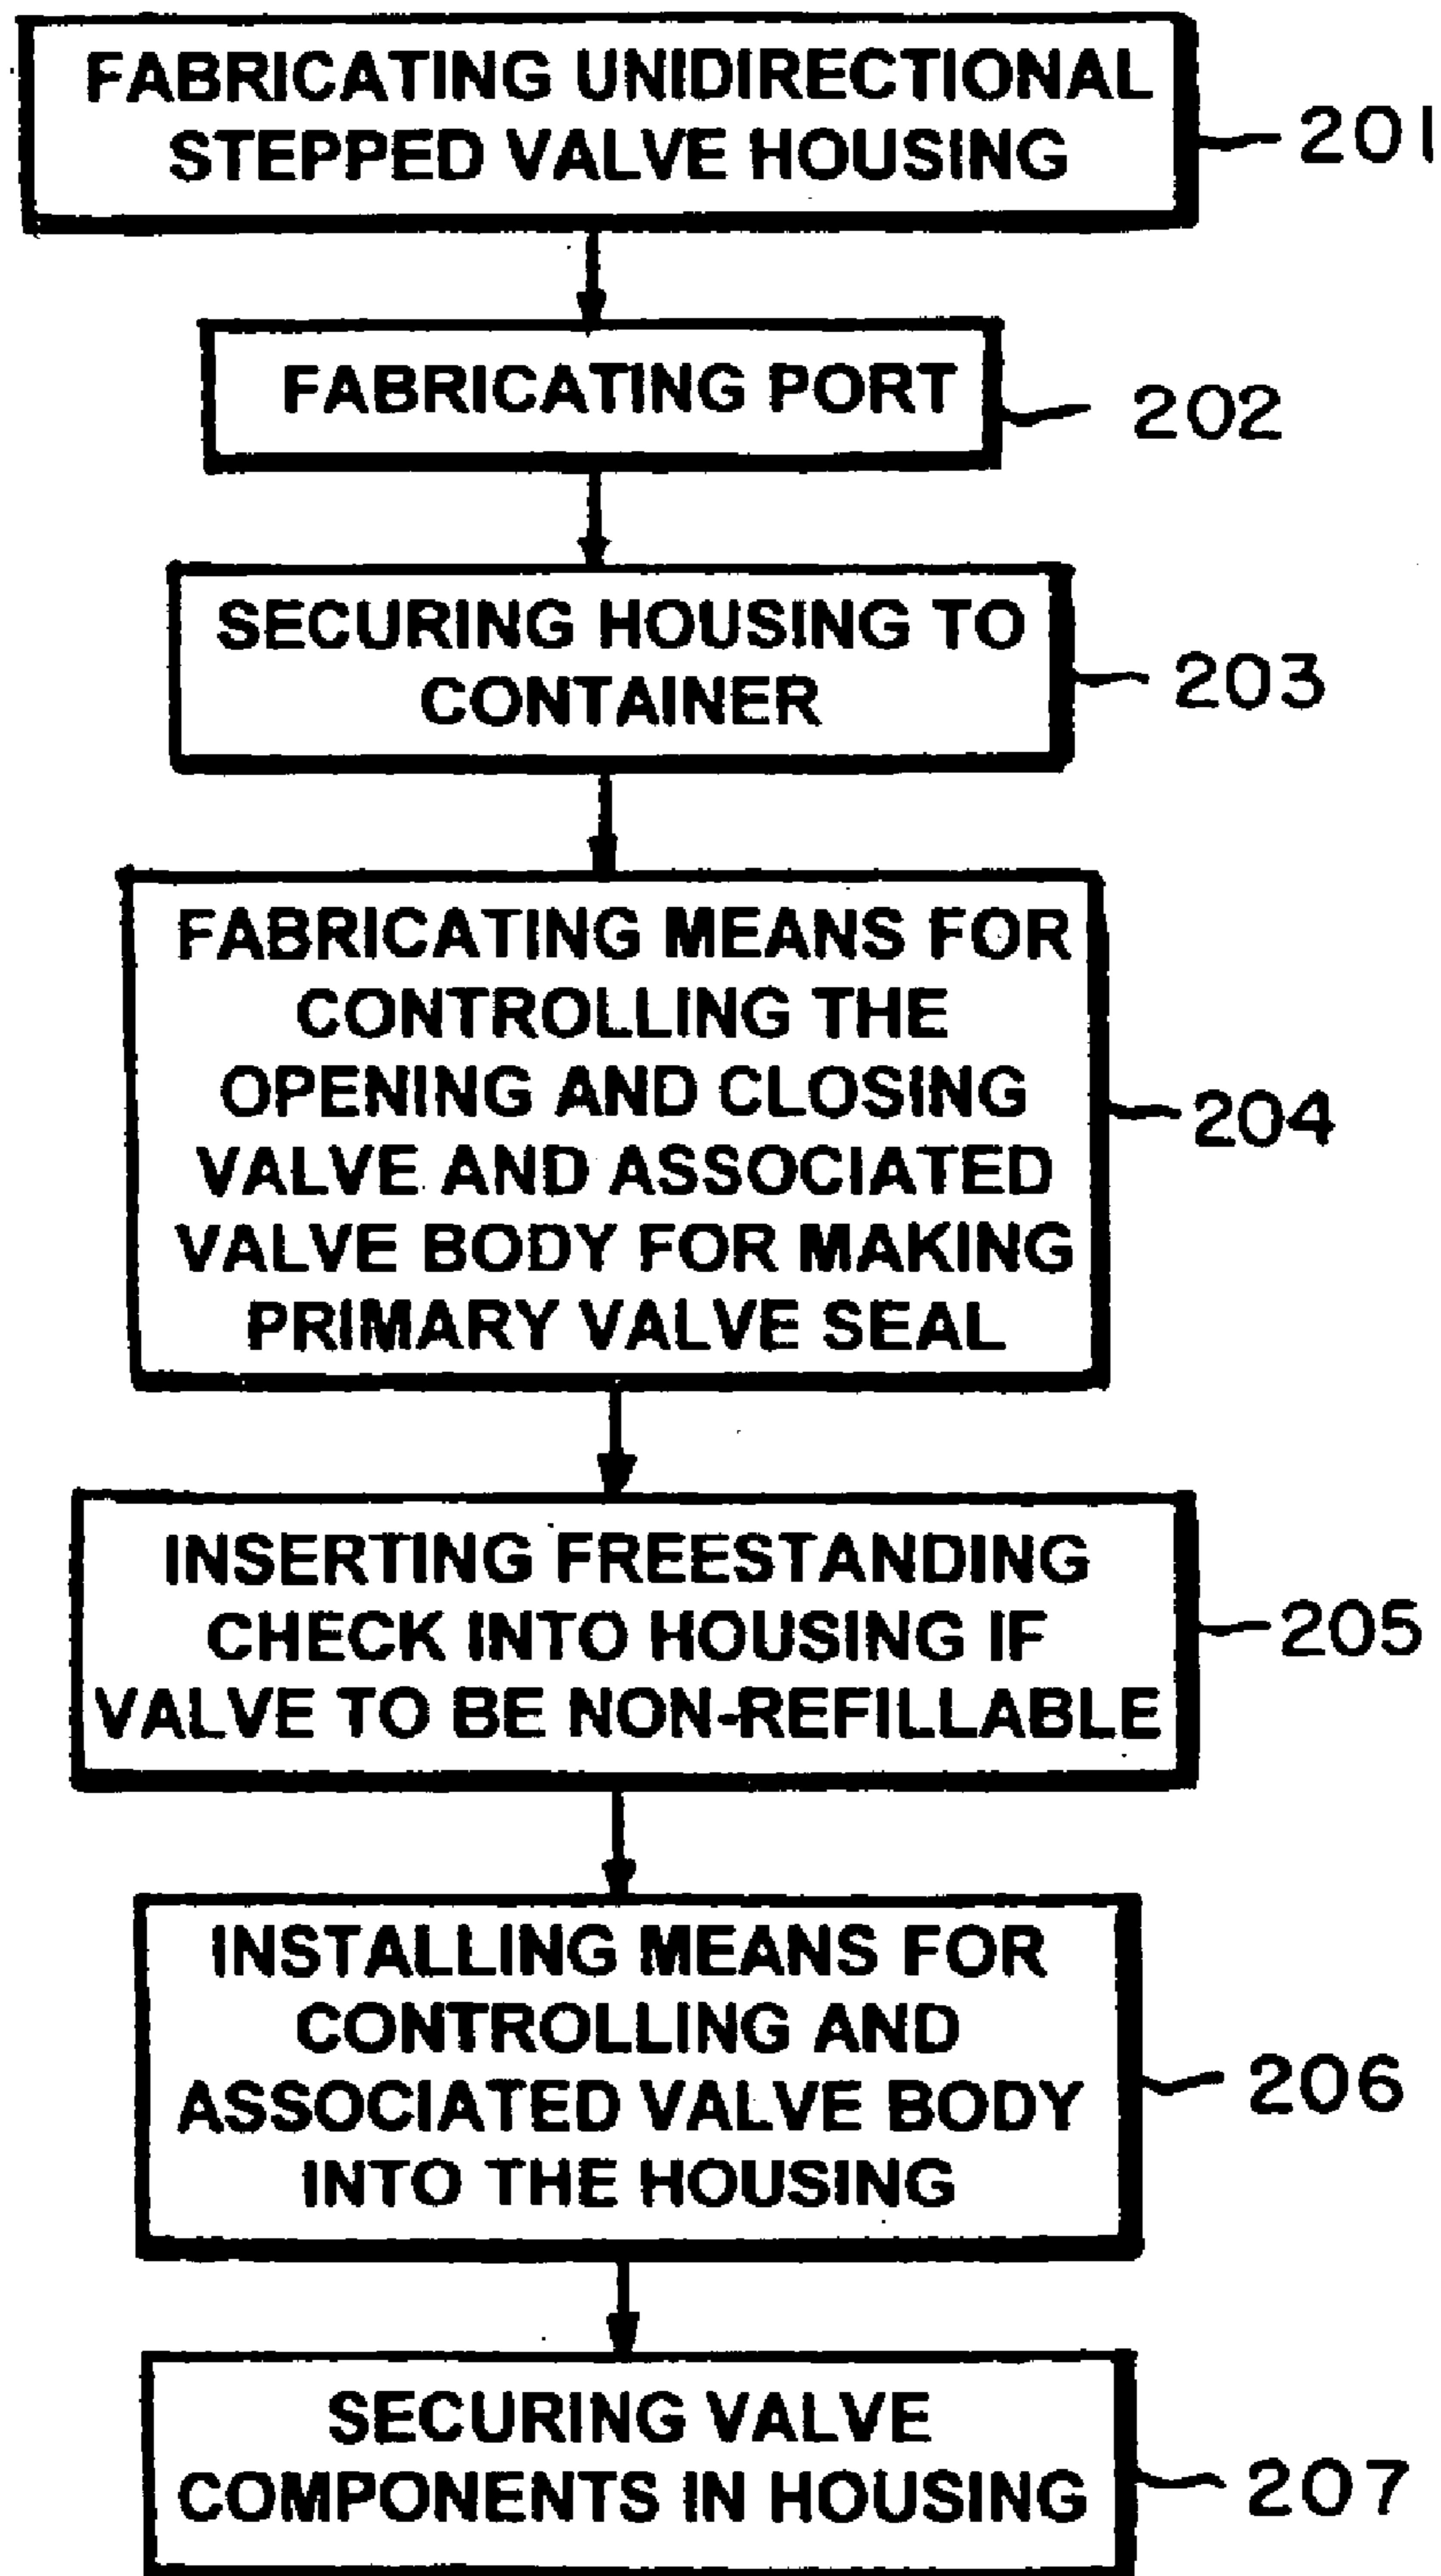 FABRICATING UNIDIRECTIONAL
STEPPED VALVE HOUSING
201
FABRICATING PORT
202
SECURING HOUSING TO
CONTAINER
203
FABRICATING MEANS FOR
CONTROLLING THE
OPENING AND CLOSING
VALVE AND ASSOCIATED
VALVE BODY FOR MAKING
PRIMARY VALVE SEAL
204
INSERTING FREESTANDING
CHECK INTO HOUSING IF
VALVE TO BE NON-REFILLABLE
205
INSTALLING MEANS FOR
CONTROLLING AND
ASSOCIATED VALVE BODY
INTO THE HOUSING
206
SECURING VALVE
COMPONENTS IN HOUSING
207